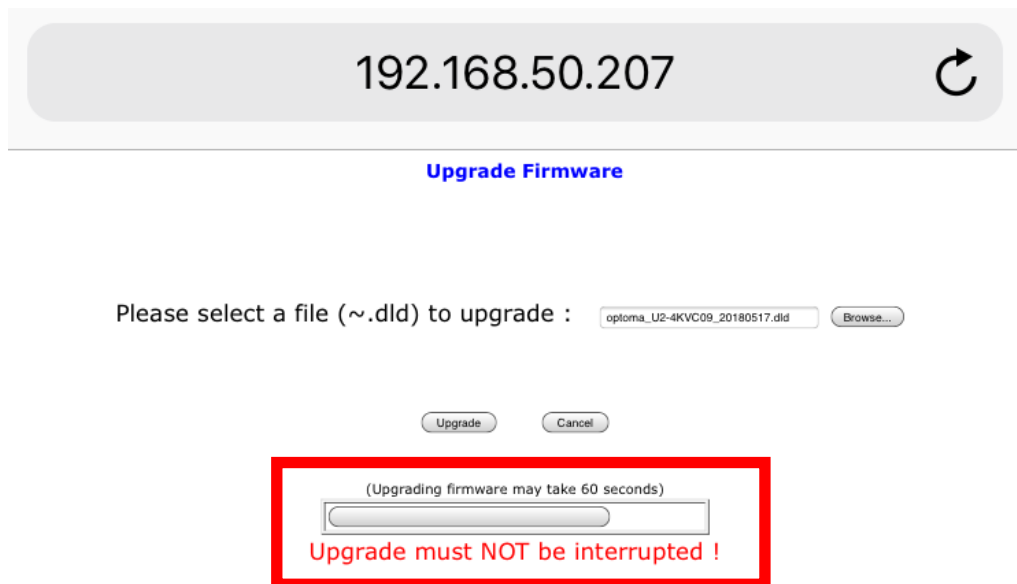 192.168.50.207
Upgrade Firmware
Please select a file (~.dld) to upgrade : optoma_U2-4KVC09_20180517.dld Browse...
Upgrade Cancel
(Upgrading firmware may take 60 seconds)
Upgrade must NOT be interrupted !